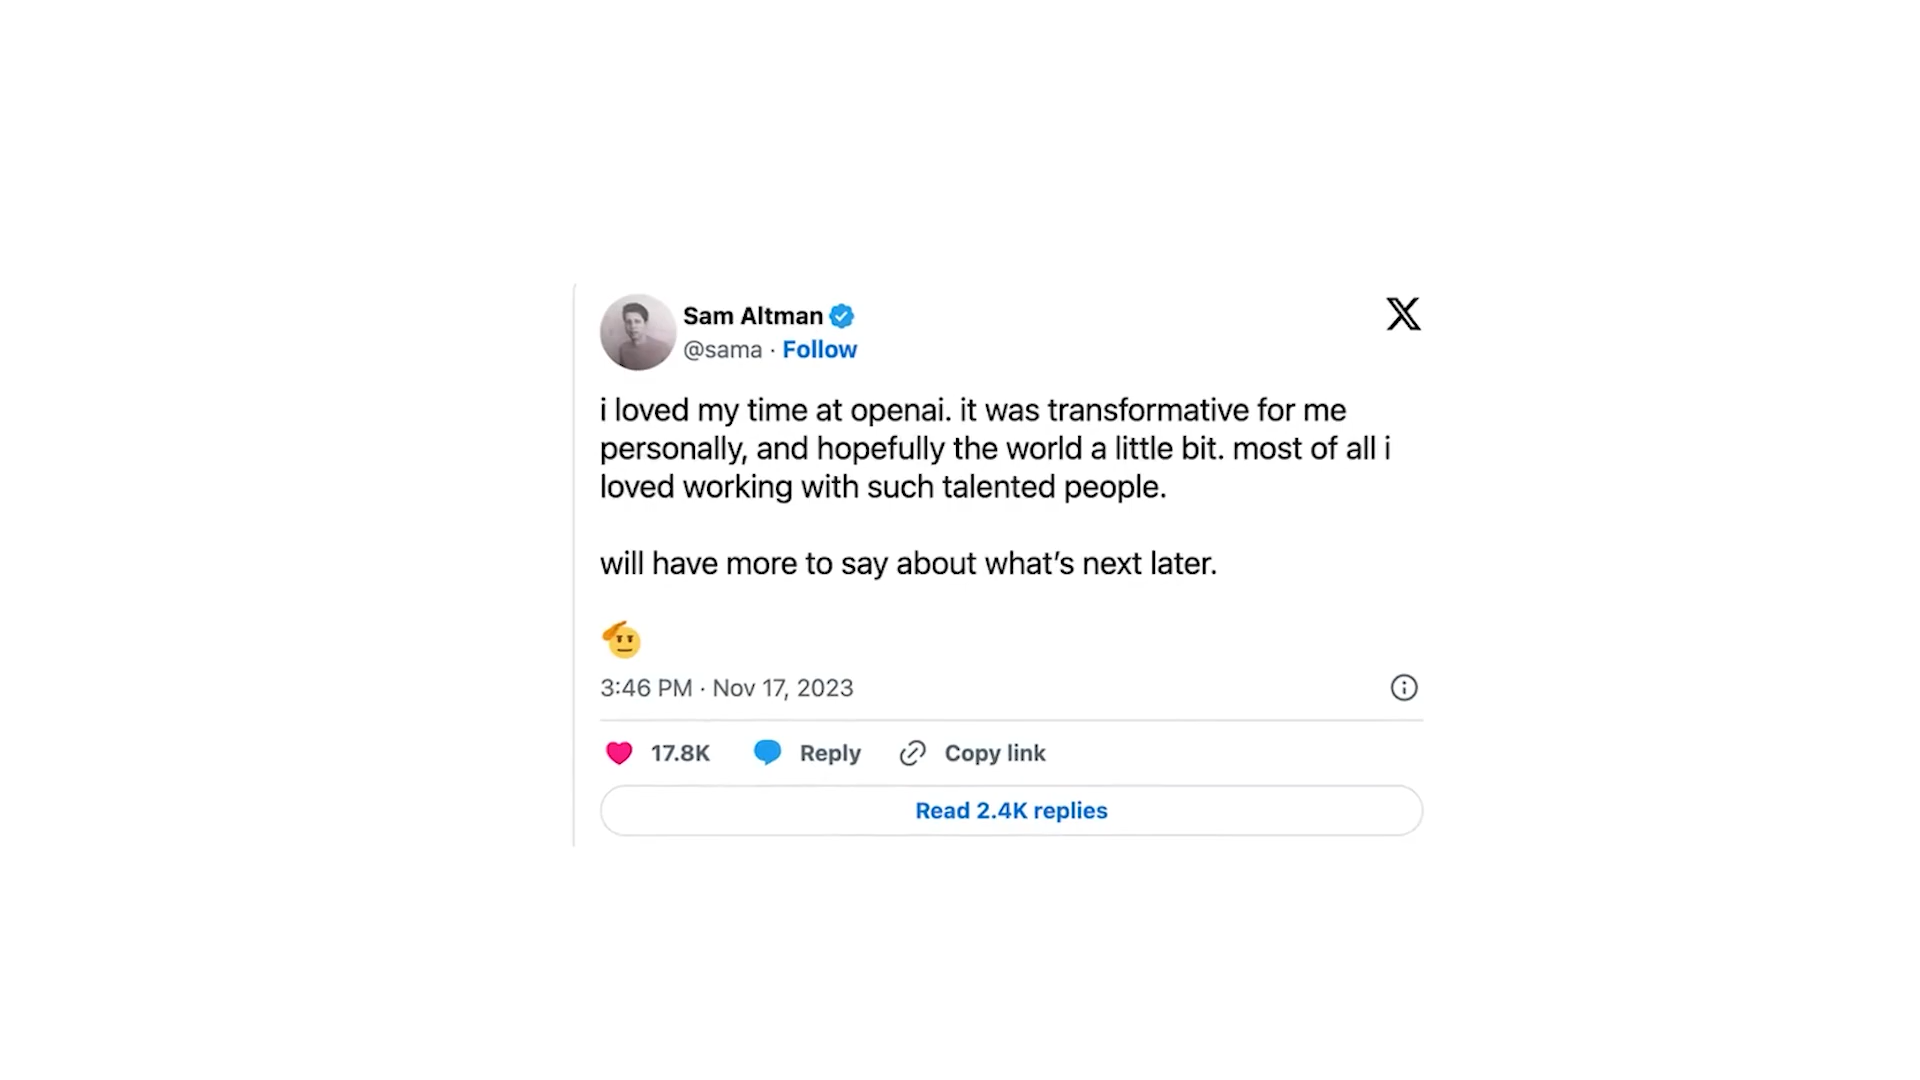 Sam Altman
@sama · Follow
i loved my time at openai. it was transformative for me
personally, and hopefully the world a little bit. most of all i
loved working with such talented people.
will have more to say about what’s next later.
🫡
3:46 PM · Nov 17, 2023
17.8K Reply Copy link
Read 2.4K replies